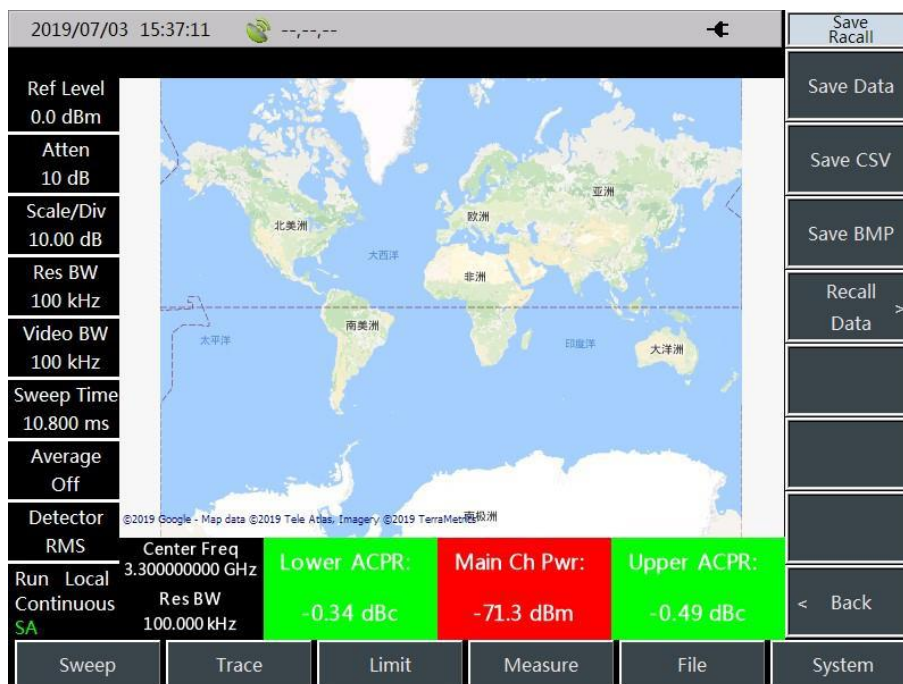 2019/07/03 15:37:11
--,--,--
Save
Racall
Ref Level
0.0 dBm
Atten
10 dB
Scale/Div
10.00 dB
Res BW
100 kHz
Video BW
100 kHz
Sweep Time
10.800 ms
Average
Off
Detector
RMS
Run Local
Continuous
SA
北美洲
大西洋
欧洲
亚洲
非洲
太平洋
南美洲
印度洋
大洋洲
南极洲
©2019 Google - Map data ©2019 Tele Atlas, Imagery ©2019 TerraMetrics
Center Freq
3.300000000 GHz
Res BW
100.000 kHz
Lower ACPR:
-0.34 dBc
Main Ch Pwr:
-71.3 dBm
Upper ACPR:
-0.49 dBc
Save Data
Save CSV
Save BMP
Recall
Data >
< Back
Sweep
Trace
Limit
Measure
File
System